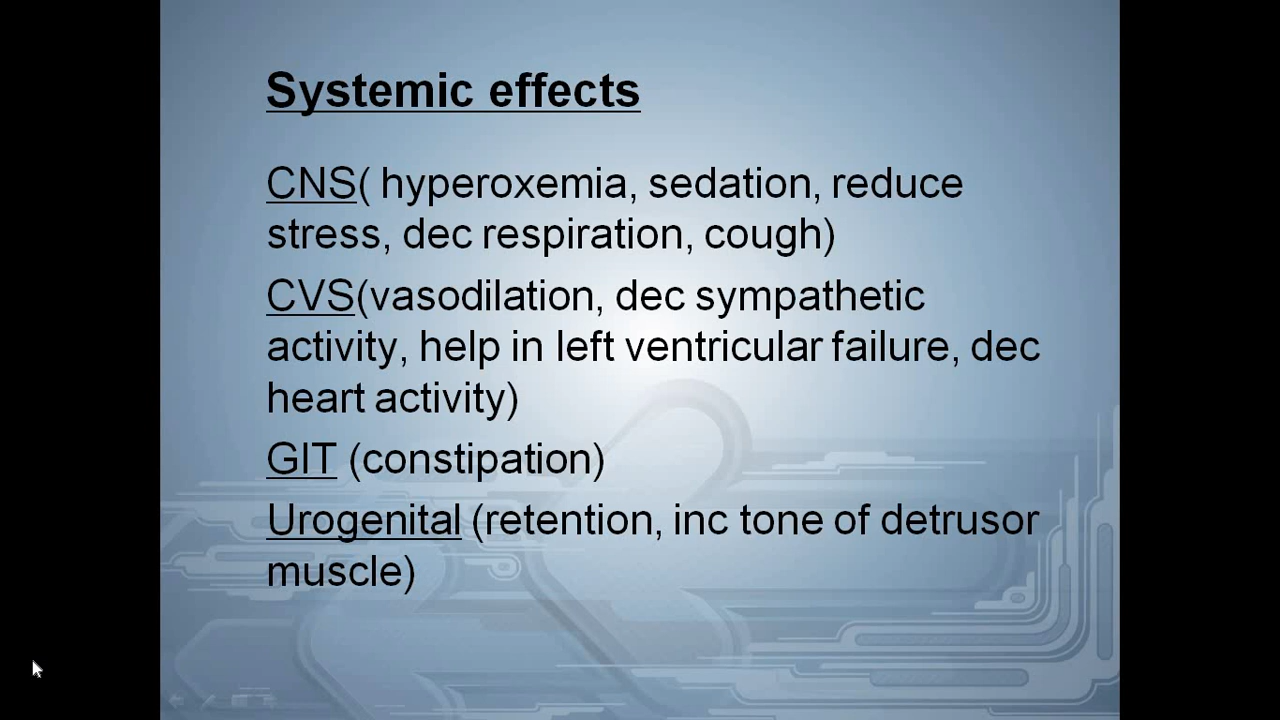 Systemic effects
CNS( hyperoxemia, sedation, reduce
stress, dec respiration, cough)
CVS(vasodilation, dec sympathetic
activity, help in left ventricular failure, dec
heart activity)
GIT (constipation)
Urogenital (retention, inc tone of detrusor
muscle)